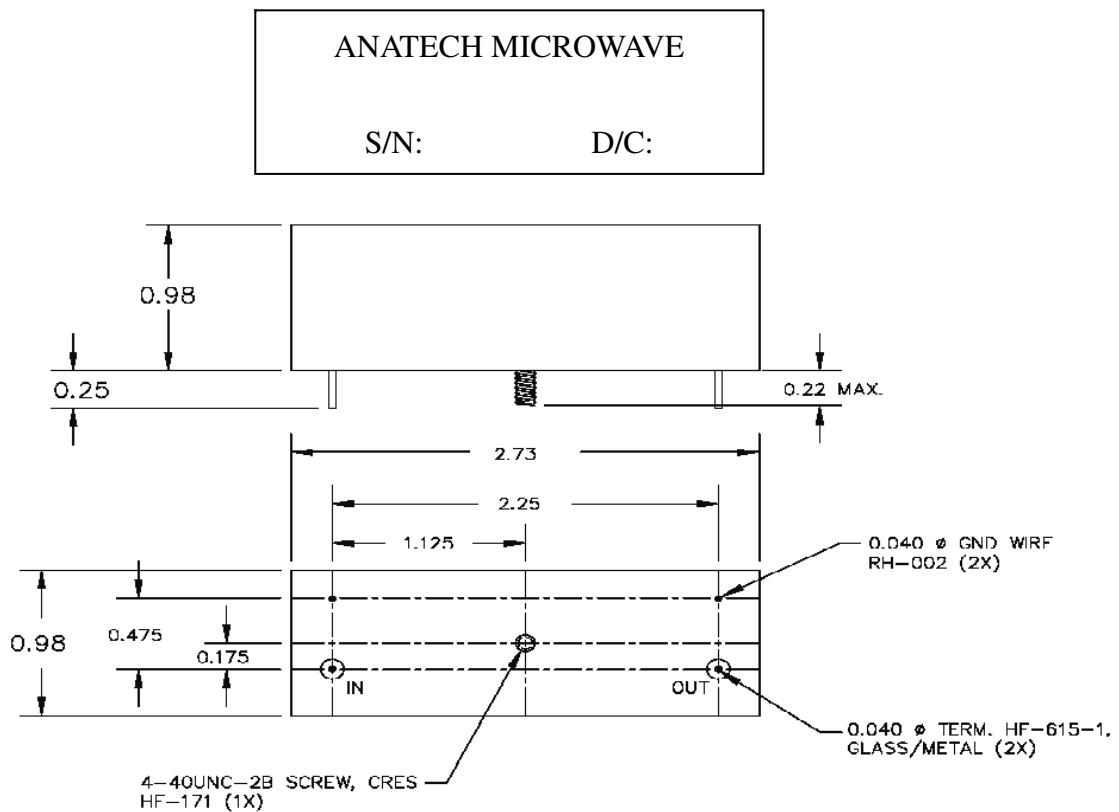 ANATECH MICROWAVE
S/N: D/C:
0.98
0.25
0.22 MAX.
2.73
2.25
1.125
0.040 ø GND WIRE
RH-002 (2X)
0.98
0.475
0.175
IN
OUT
0.040 ø TERM. HF-615-1,
GLASS/METAL (2X)
4-40UNC-2B SCREW, CRES
HF-171 (1X)